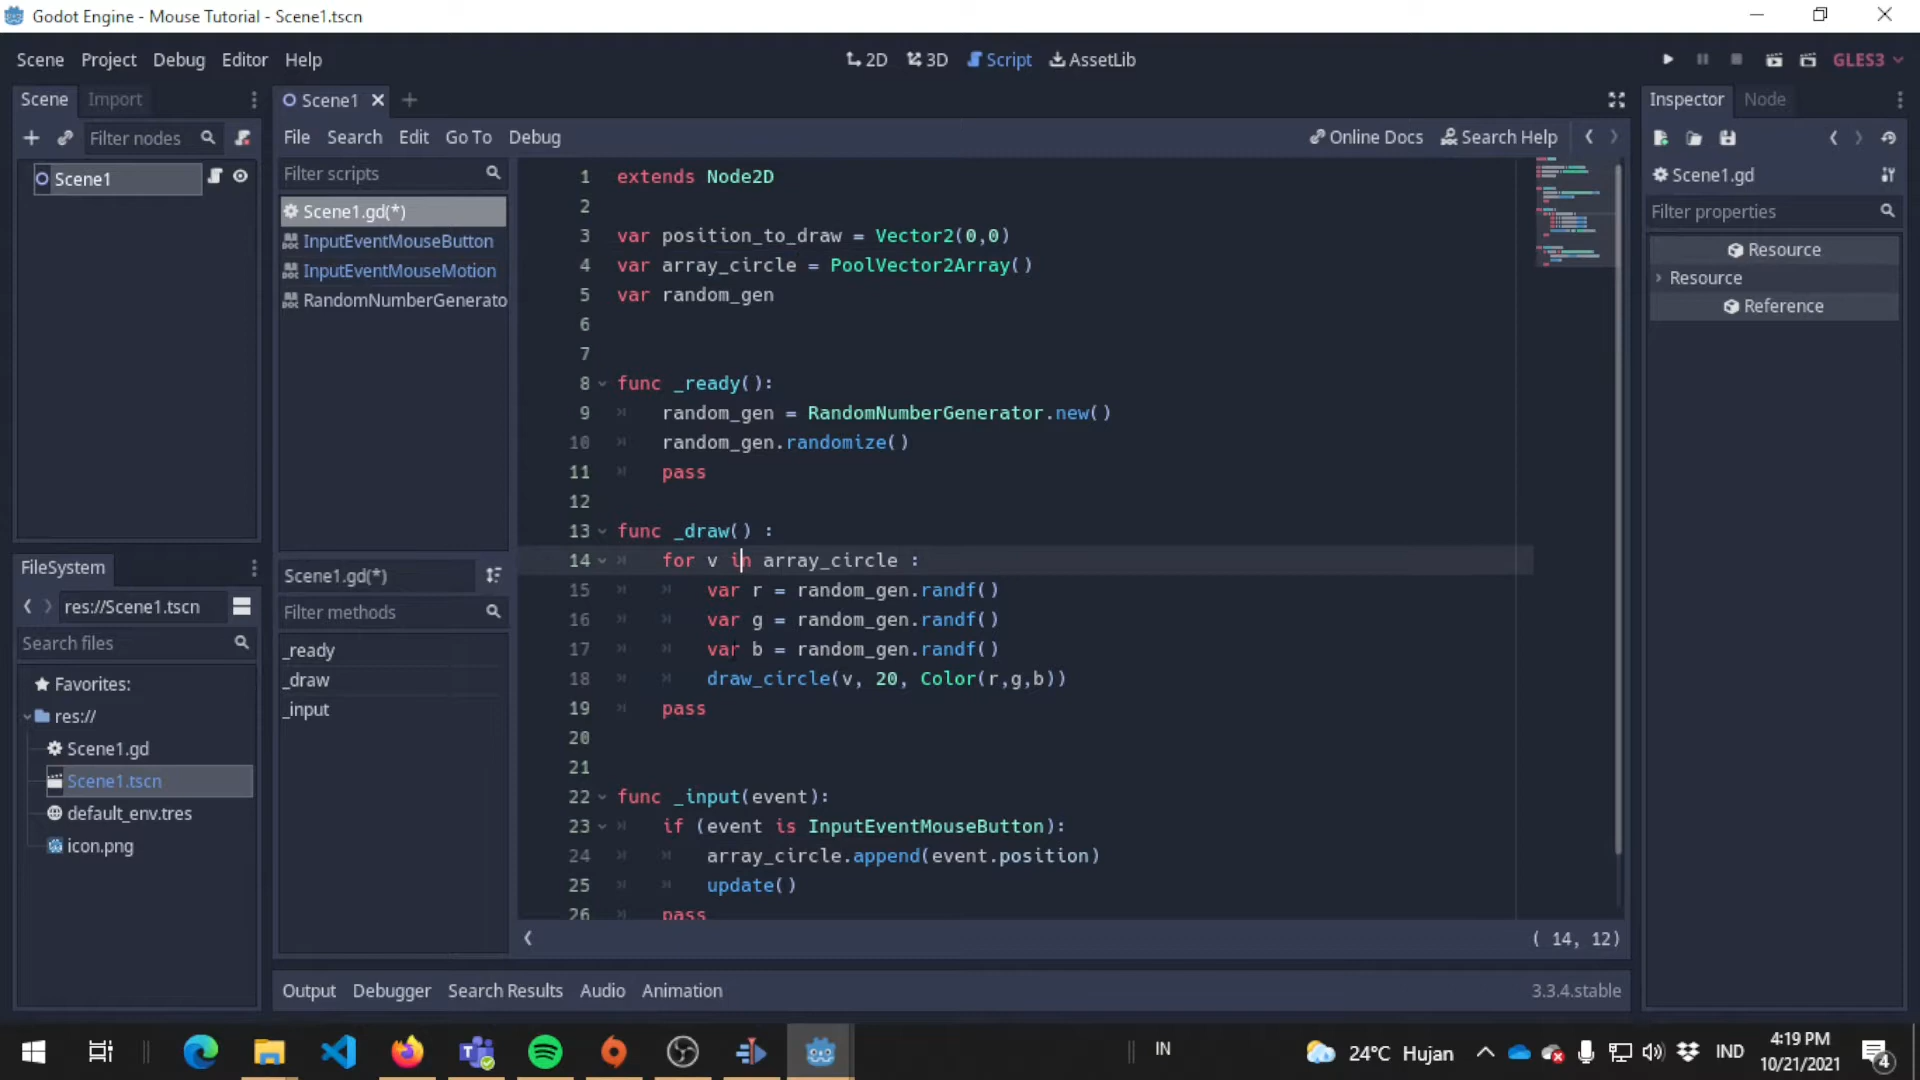 Godot Engine - Mouse Tutorial - Scene1.tscn
Scene Project Debug Editor Help
2D 3D Script AssetLib
GLES3
Scene Import
Filter nodes
Scene1
Scene1
File Search Edit Go To Debug
Online Docs Search Help
Filter scripts
Scene1.gd(*)
InputEventMouseButton
InputEventMouseMotion
RandomNumberGenerato
Scene1.gd(*)
Filter methods
_ready
_draw
_input
1 extends Node2D
2
3 var position_to_draw = Vector2(0,0)
4 var array_circle = PoolVector2Array()
5 var random_gen
6
7
8 func _ready():
9 random_gen = RandomNumberGenerator.new()
10 random_gen.randomize()
11 pass
12
13 func _draw() :
14 for v in array_circle :
15 var r = random_gen.randf()
16 var g = random_gen.randf()
17 var b = random_gen.randf()
18 draw_circle(v, 20, Color(r,g,b))
19 pass
20
21
22 func _input(event):
23 if (event is InputEventMouseButton):
24 array_circle.append(event.position)
25 update()
26 pass
( 14, 12)
Output Debugger Search Results Audio Animation
3.3.4.stable
FileSystem
res://Scene1.tscn
Search files
Favorites:
res://
Scene1.gd
Scene1.tscn
default_env.tres
icon.png
Inspector Node
Scene1.gd
Filter properties
Resource
Resource
Reference
IN
24°C Hujan
IND
4:19 PM
10/21/2021
4